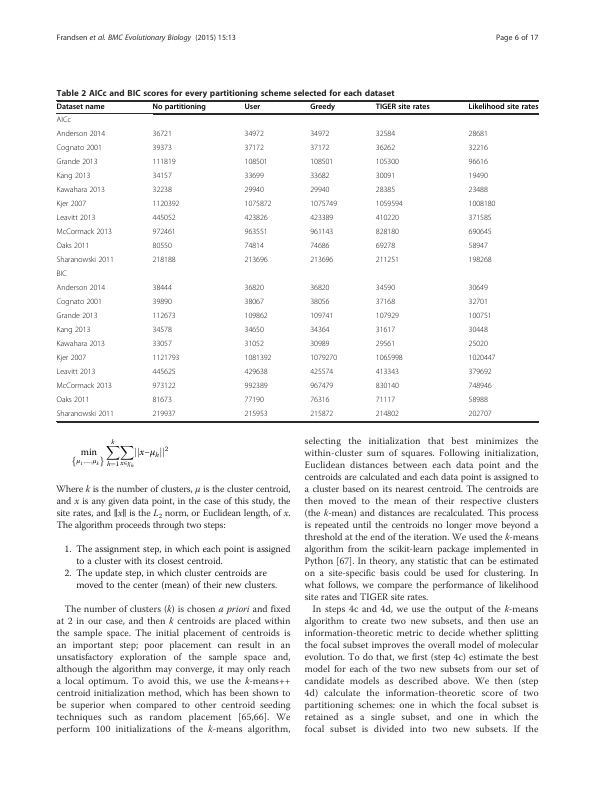 Frandsen et al. BMC Evolutionary Biology (2015) 15:13
Page 6 of 17
Table 2 AICc and BIC scores for every partitioning scheme selected for each dataset
Dataset name No partitioning User Greedy TIGER site rates Likelihood site rates
AICc
Anderson 2014 36721 34972 34972 32584 28681
Cognato 2001 39373 37172 37172 36262 32216
Grande 2013 111819 108501 108501 105300 96616
Kang 2013 34157 33699 33682 30091 19490
Kawahara 2013 32238 29940 29940 28385 23488
Kjer 2007 1120392 1075872 1075749 1059594 1008180
Leavitt 2013 445052 423826 423389 410220 371585
McCormack 2013 972461 963551 961143 828180 690645
Oaks 2011 80550 74814 74686 69278 58947
Sharanowski 2011 218188 213696 213696 211251 198268
BIC
Anderson 2014 38444 36820 36820 34590 30649
Cognato 2001 39890 38067 38056 37168 32701
Grande 2013 112673 109862 109741 107929 100751
Kang 2013 34578 34650 34364 31617 30448
Kawahara 2013 33057 31052 30989 29561 25020
Kjer 2007 1121793 1081392 1079270 1065998 1020447
Leavitt 2013 445625 429638 425574 413343 379692
McCormack 2013 973122 992389 967479 830140 748946
Oaks 2011 81673 77190 76316 71117 58988
Sharanowski 2011 219937 215953 215872 214802 202707
min {μ1,...,μk} k ∑ h=1 ∑ x∈χk ||x−μk||²
Where k is the number of clusters, μ is the cluster centroid,
and x is any given data point, in the case of this study, the
site rates, and ||x|| is the L2 norm, or Euclidean length, of x.
The algorithm proceeds through two steps:
1. The assignment step, in which each point is assigned
to a cluster with its closest centroid.
2. The update step, in which cluster centroids are
moved to the center (mean) of their new clusters.
The number of clusters (k) is chosen a priori and fixed
at 2 in our case, and then k centroids are placed within
the sample space. The initial placement of centroids is
an important step; poor placement can result in an
unsatisfactory exploration of the sample space and,
although the algorithm may converge, it may only reach
a local optimum. To avoid this, we use the k-means++
centroid initialization method, which has been shown to
be superior when compared to other centroid seeding
techniques such as random placement [65,66]. We
perform 100 initializations of the k-means algorithm,
selecting the initialization that best minimizes the
within-cluster sum of squares. Following initialization,
Euclidean distances between each data point and the
centroids are calculated and each data point is assigned to
a cluster based on its nearest centroid. The centroids are
then moved to the mean of their respective clusters
(the k-mean) and distances are recalculated. This process
is repeated until the centroids no longer move beyond a
threshold at the end of the iteration. We used the k-means
algorithm from the scikit-learn package implemented in
Python [67]. In theory, any statistic that can be estimated
on a site-specific basis could be used for clustering. In
what follows, we compare the performance of likelihood
site rates and TIGER site rates.
In steps 4c and 4d, we use the output of the k-means
algorithm to create two new subsets, and then use an
information-theoretic metric to decide whether splitting
the focal subset improves the overall model of molecular
evolution. To do that, we first (step 4c) estimate the best
model for each of the two new subsets from our set of
candidate models as described above. We then (step
4d) calculate the information-theoretic score of two
partitioning schemes: one in which the focal subset is
retained as a single subset, and one in which the
focal subset is divided into two new subsets. If the